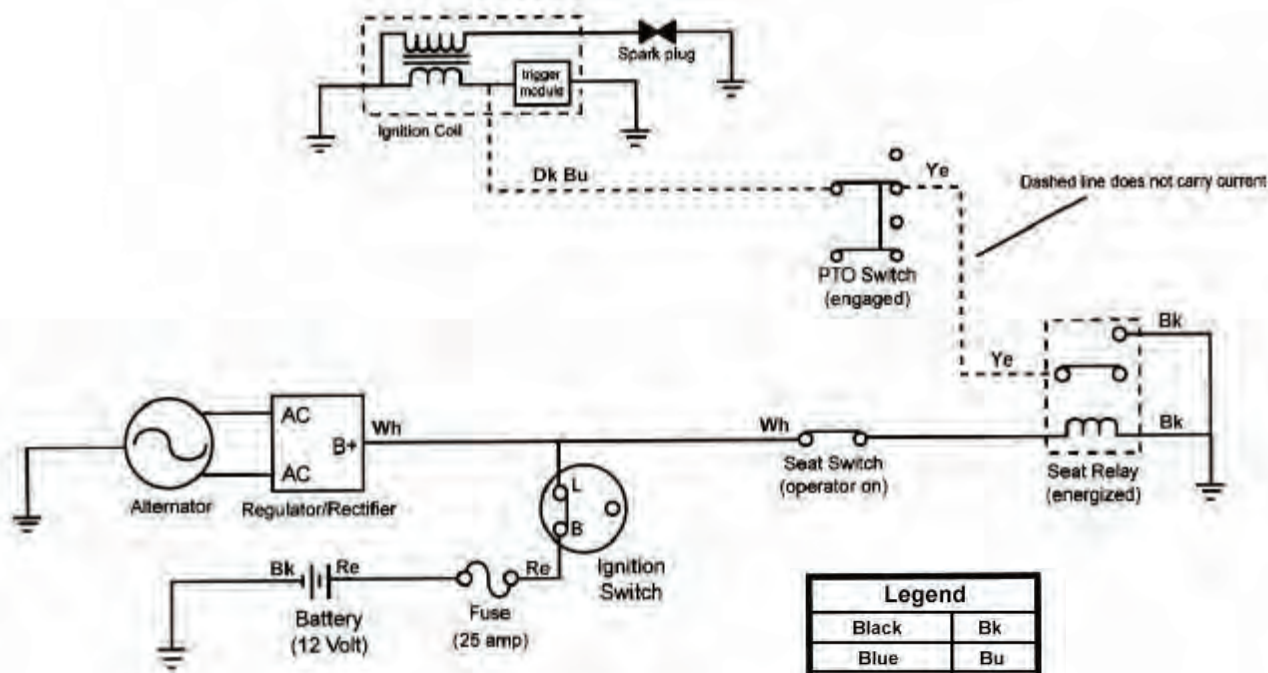 Spark plug
trigger
module
Ignition Coil
Dk Bu
Ye
Dashed line does not carry current
PTO Switch
(engaged)
Bk
Ye
AC
B+
AC
Wh
Wh
Bk
Alternator
Regulator/Rectifier
L
B
Seat Switch
(operator on)
Seat Relay
(energized)
Bk
Re
Re
Ignition
Switch
Battery
(12 Volt)
Fuse
(25 amp)
Legend
Black Bk
Blue Bu